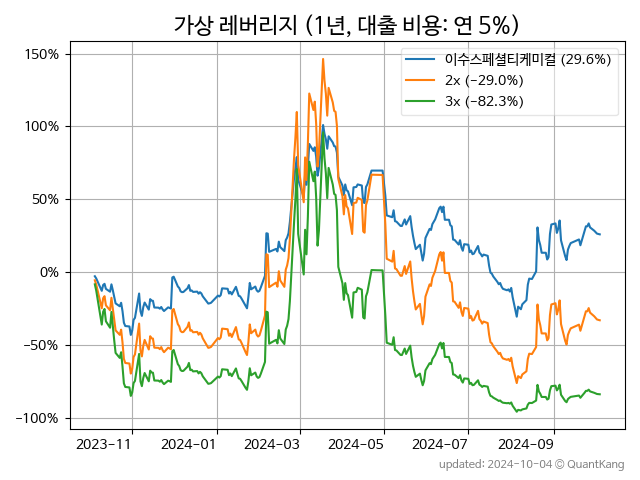 가상 레버리지 (1년, 대출 비용: 연 5%)
150%
100%
50%
0%
−50%
−100%
이수스페셜티케미컬 (29.6%)
2x (−29.0%)
3x (−82.3%)
2023-11
2024-01
2024-03
2024-05
2024-07
2024-09
updated: 2024-10-04 © QuantKang